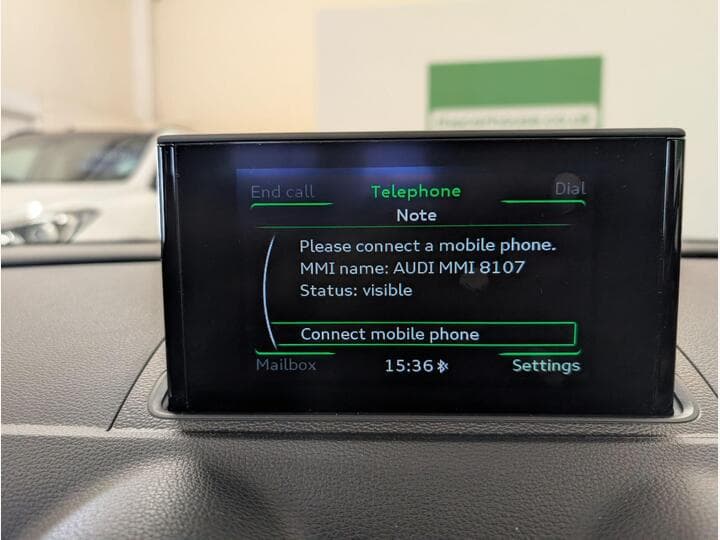 End call Telephone Dial
Note
Please connect a mobile phone.
MMI name: AUDI MMI 8107
Status: visible
Connect mobile phone
Mailbox 15:36 Settings